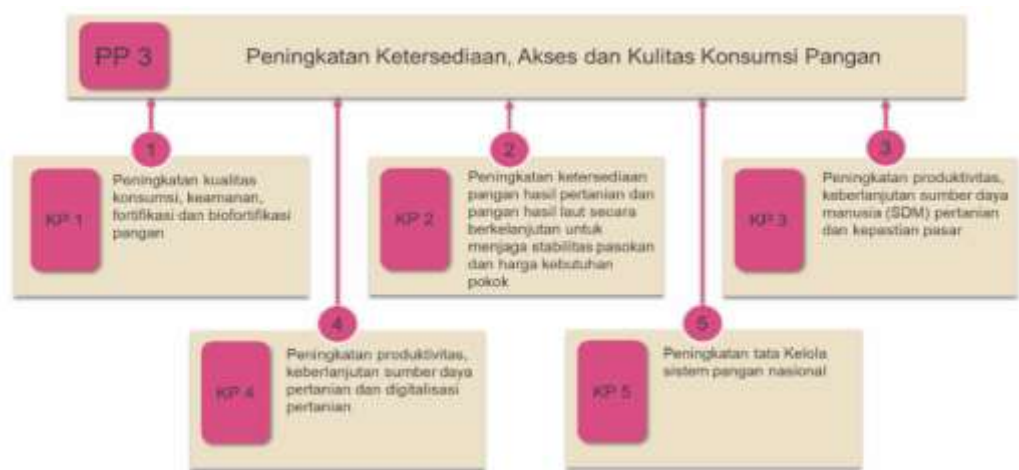 PP 3
Peningkatan Ketersediaan, Akses dan Kulitas Konsumsi Pangan
1
KP 1
Peningkatan kualitas
konsumsi, keamanan,
fortifikasi dan biofortifikasi
pangan
2
KP 2
Peningkatan ketersediaan
pangan hasil pertanian dan
pangan hasil laut secara
berkelanjutan untuk
menjaga stabilitas pasokan
dan harga kebutuhan
pokok
3
KP 3
Peningkatan produktivitas,
keberlanjutan sumber daya
manusia (SDM) pertanian
dan kepastian pasar
4
KP 4
Peningkatan produktivitas,
keberlanjutan sumber daya
pertanian dan digitalisasi
pertanian
5
KP 5
Peningkatan tata Kelola
sistem pangan nasional